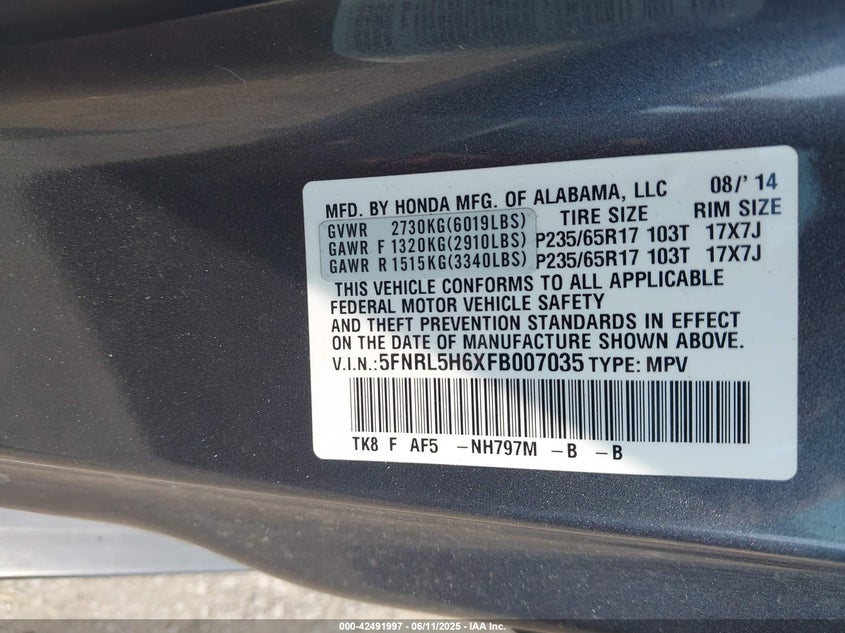 MFD. BY HONDA MFG. OF ALABAMA, LLC 08/' 14
GVWR 2730KG(6019LBS) TIRE SIZE RIM SIZE
GAWR F 1320KG(2910LBS) P235/65R17 103T 17X7J
GAWR R 1515KG(3340LBS) P235/65R17 103T 17X7J
THIS VEHICLE CONFORMS TO ALL APPLICABLE
FEDERAL MOTOR VEHICLE SAFETY
AND THEFT PREVENTION STANDARDS IN EFFECT
ON THE DATE OF MANUFACTURE SHOWN ABOVE.
V.I.N.:5FNRL5H6XFB007035 TYPE: MPV
TK8 F AF5 -NH797M -B -B
000-42491997 - 06/11/2025 - IAA Inc.